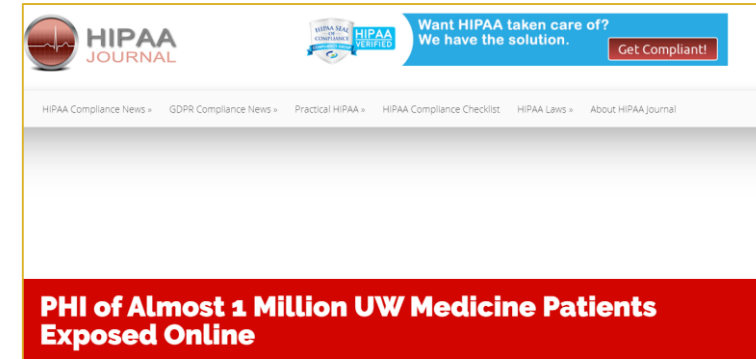 HIPAA
JOURNAL
HIPAA SEAL
OF
COMPLIANCE
HIPAA
VERIFIED
Want HIPAA taken care of?
We have the solution.
Get Compliant!
HIPAA Compliance News » GDPR Compliance News » Practical HIPAA » HIPAA Compliance Checklist HIPAA Laws » About HIPAA Journal
PHI of Almost 1 Million UW Medicine Patients
Exposed Online